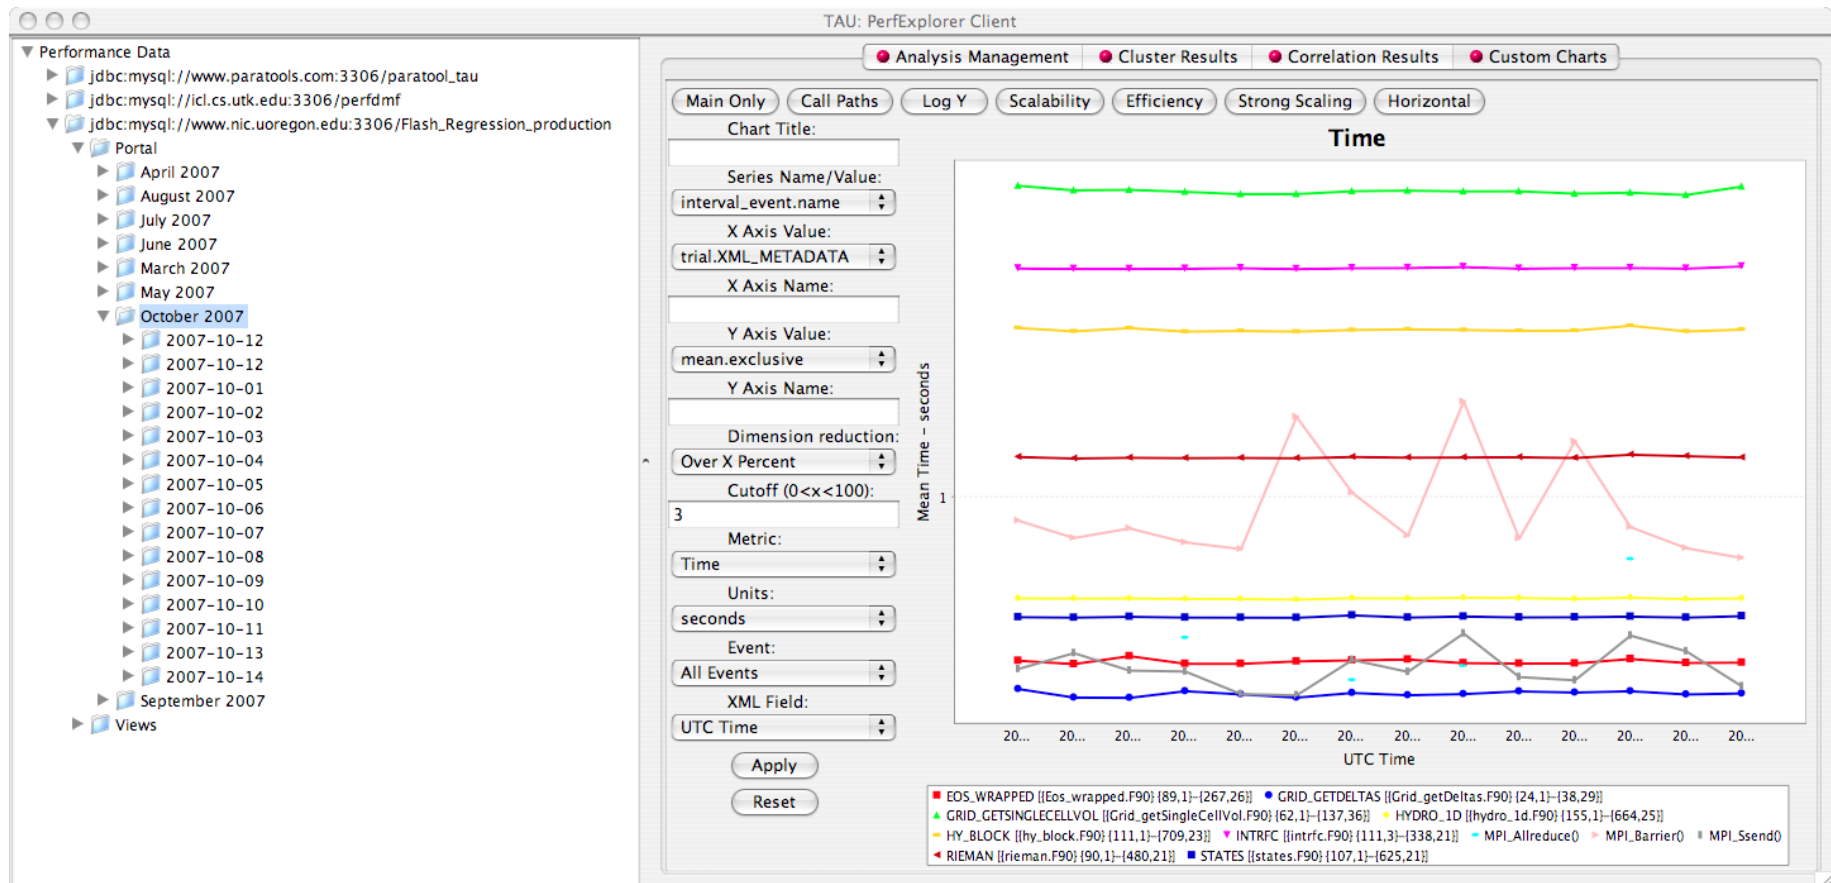 TAU: PerfExplorer Client
Performance Data
jdbc:mysql://www.paratools.com:3306/paratool_tau
jdbc:mysql://icl.cs.utk.edu:3306/perfdmf
jdbc:mysql://www.nic.uoregon.edu:3306/Flash_Regression_production
Portal
April 2007
August 2007
July 2007
June 2007
March 2007
May 2007
October 2007
2007-10-12
2007-10-12
2007-10-01
2007-10-02
2007-10-03
2007-10-04
2007-10-05
2007-10-06
2007-10-07
2007-10-08
2007-10-09
2007-10-10
2007-10-11
2007-10-13
2007-10-14
September 2007
Views
Analysis Management Cluster Results Correlation Results Custom Charts
Main Only Call Paths Log Y Scalability Efficiency Strong Scaling Horizontal
Chart Title:
Series Name/Value:
interval_event.name
X Axis Value:
trial.XML_METADATA
X Axis Name:
Y Axis Value:
mean.exclusive
Y Axis Name:
Dimension reduction:
Over X Percent
Cutoff (0<x<100):
3
Metric:
Time
Units:
seconds
Event:
All Events
XML Field:
UTC Time
Apply
Reset
Time
Mean Time - seconds
1
20... 20... 20... 20... 20... 20... 20... 20... 20... 20... 20... 20... 20... 20...
UTC Time
EOS_WRAPPED [{Eos_wrapped.F90} {89,1}-{267,26}] GRID_GETDELTAS [{Grid_getDeltas.F90} {24,1}-{38,29}]
GRID_GETSINGLECELLVOL [{Grid_getSingleCellVol.F90} {62,1}-{137,36}] HYDRO_1D [{hydro_1d.F90} {155,1}-{664,25}]
HY_BLOCK [{hy_block.F90} {111,1}-{709,23}] INTRFC [{intrfc.F90} {111,3}-{338,21}] MPI_Allreduce() MPI_Barrier() MPI_Ssend()
RIEMAN [{rieman.F90} {90,1}-{480,21}] STATES [{states.F90} {107,1}-{625,21}]